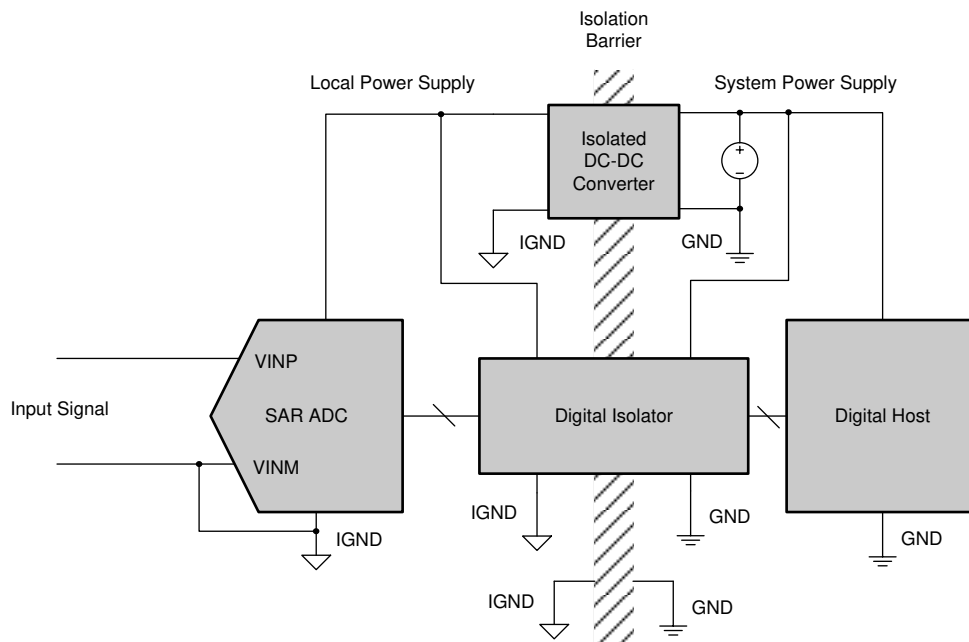 Isolation
Barrier
Local Power Supply
System Power Supply
Isolated
DC-DC
Converter
+
−
IGND
GND
VINP
Input Signal
SAR ADC
Digital Isolator
Digital Host
VINM
IGND
IGND
GND
GND
IGND
GND